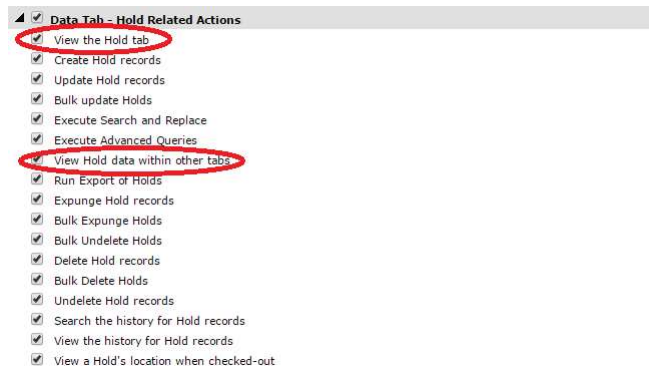 Data Tab - Hold Related Actions
View the Hold tab
Create Hold records
Update Hold records
Bulk update Holds
Execute Search and Replace
Execute Advanced Queries
View Hold data within other tabs
Run Export of Holds
Expunge Hold records
Bulk Expunge Holds
Bulk Undelete Holds
Delete Hold records
Bulk Delete Holds
Undelete Hold records
Search the history for Hold records
View the history for Hold records
View a Hold's location when checked-out